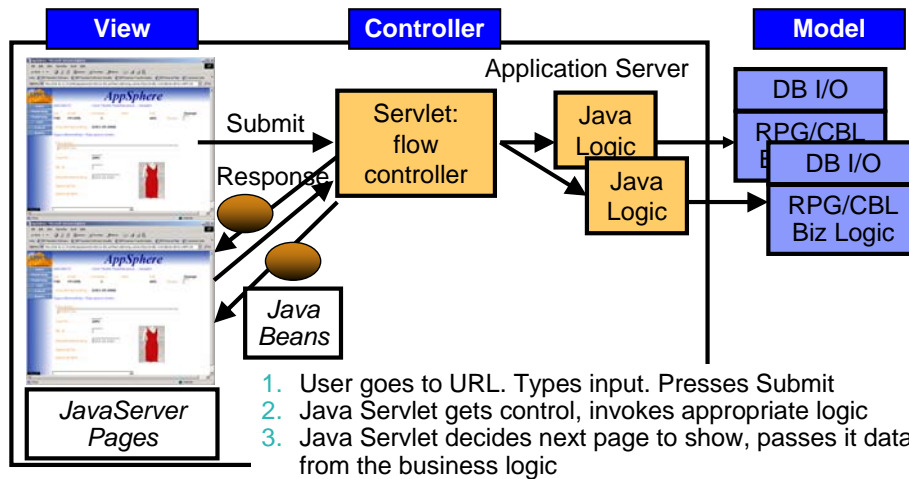 View
Controller
Model
Application Server
AppSphere
Submit
Servlet:
flow
controller
Java
Logic
Java
Logic
DB I/O
RPG/CBL
DB I/O
RPG/CBL
Biz Logic
Response
AppSphere
Java
Beans
JavaServer
Pages
1. User goes to URL. Types input. Presses Submit
2. Java Servlet gets control, invokes appropriate logic
3. Java Servlet decides next page to show, passes it data
from the business logic